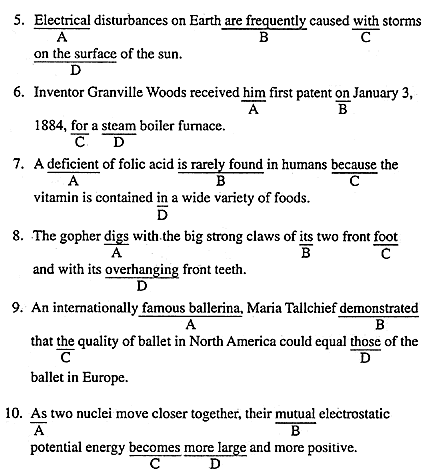 5. Electrical disturbances on Earth are frequently caused with storms
A B C
on the surface of the sun.
D
6. Inventor Granville Woods received him first patent on January 3,
A B
1884, for a steam boiler furnace.
C D
7. A deficient of folic acid is rarely found in humans because the
A B C
vitamin is contained in a wide variety of foods.
D
8. The gopher digs with the big strong claws of its two front foot
A B C
and with its overhanging front teeth.
D
9. An internationally famous ballerina, Maria Tallchief demonstrated
A B
that the quality of ballet in North America could equal those of the
C D
ballet in Europe.
10. As two nuclei move closer together, their mutual electrostatic
A B
potential energy becomes more large and more positive.
C D